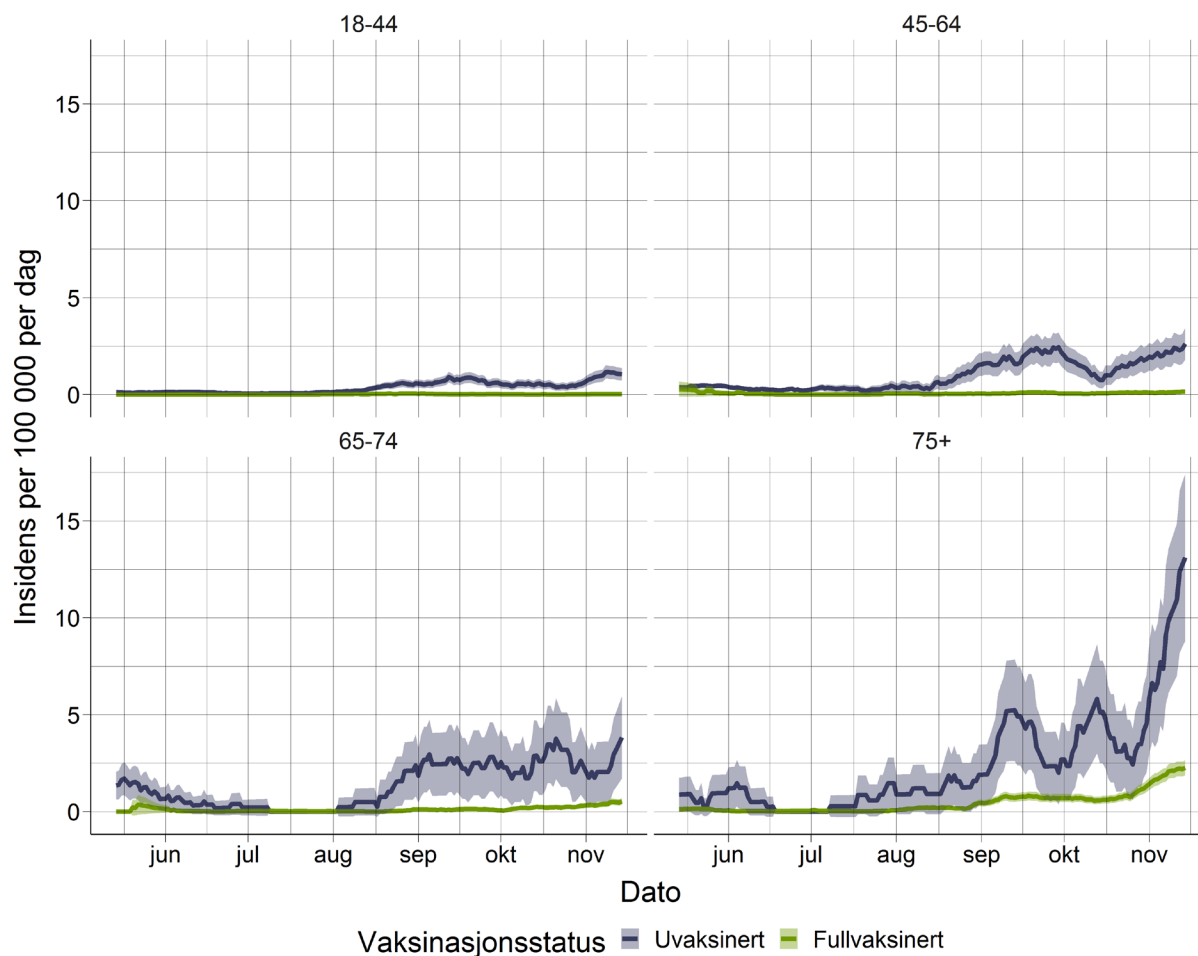 18-44
45-64
15
10
5
0
65-74
75+
15
10
5
0
Insidens per 100 000 per dag
jun jul aug sep okt nov
jun jul aug sep okt nov
Dato
Vaksinasjonsstatus Uvaksinert Fullvaksinert